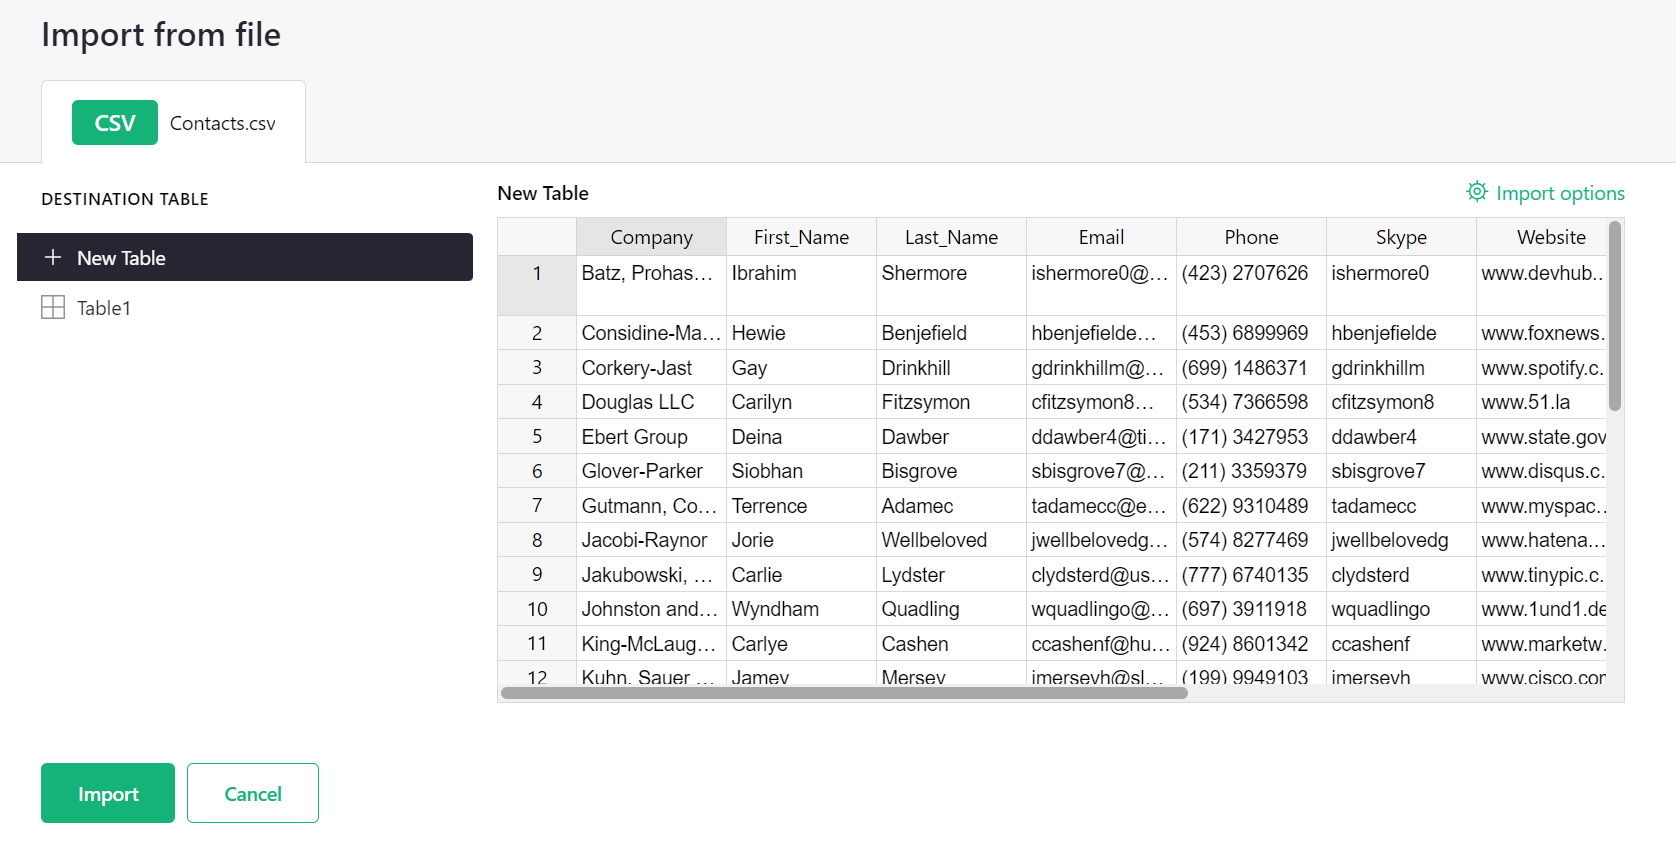 Import from file
CSV Contacts.csv
DESTINATION TABLE
+ New Table
Table1
New Table
Import options
Company First_Name Last_Name Email Phone Skype Website
1 Batz, Prohas… Ibrahim Shermore ishermore0@… (423) 2707626 ishermore0 www.devhub…
2 Considine-Ma… Hewie Benjefield hbenjefielde… (453) 6899969 hbenjefielde www.foxnews.
3 Corkery-Jast Gay Drinkhill gdrinkhillm@… (699) 1486371 gdrinkhillm www.spotify.c.
4 Douglas LLC Carilyn Fitzsymon cfitzsymon8… (534) 7366598 cfitzsymon8 www.51.la
5 Ebert Group Deina Dawber ddawber4@ti… (171) 3427953 ddawber4 www.state.gov
6 Glover-Parker Siobhan Bisgrove sbisgrove7@… (211) 3359379 sbisgrove7 www.disqus.c.
7 Gutmann, Co… Terrence Adamec tadamecc@e… (622) 9310489 tadamecc www.myspac…
8 Jacobi-Raynor Jorie Wellbeloved jwellbelovedg… (574) 8277469 jwellbelovedg www.hatena…
9 Jakubowski, … Carlie Lydster clydsterd@us… (777) 6740135 clydsterd www.tinypic.c.
10 Johnston and… Wyndham Quadling wquadlingo@… (697) 3911918 wquadlingo www.1und1.de
11 King-McLaug… Carlye Cashen ccashenf@hu… (924) 8601342 ccashenf www.marketw.
12 Kuhn, Sauer … Jamey Mersey jmerseyh@sl… (199) 9949103 jmerseyh www.cisco.con
Import
Cancel